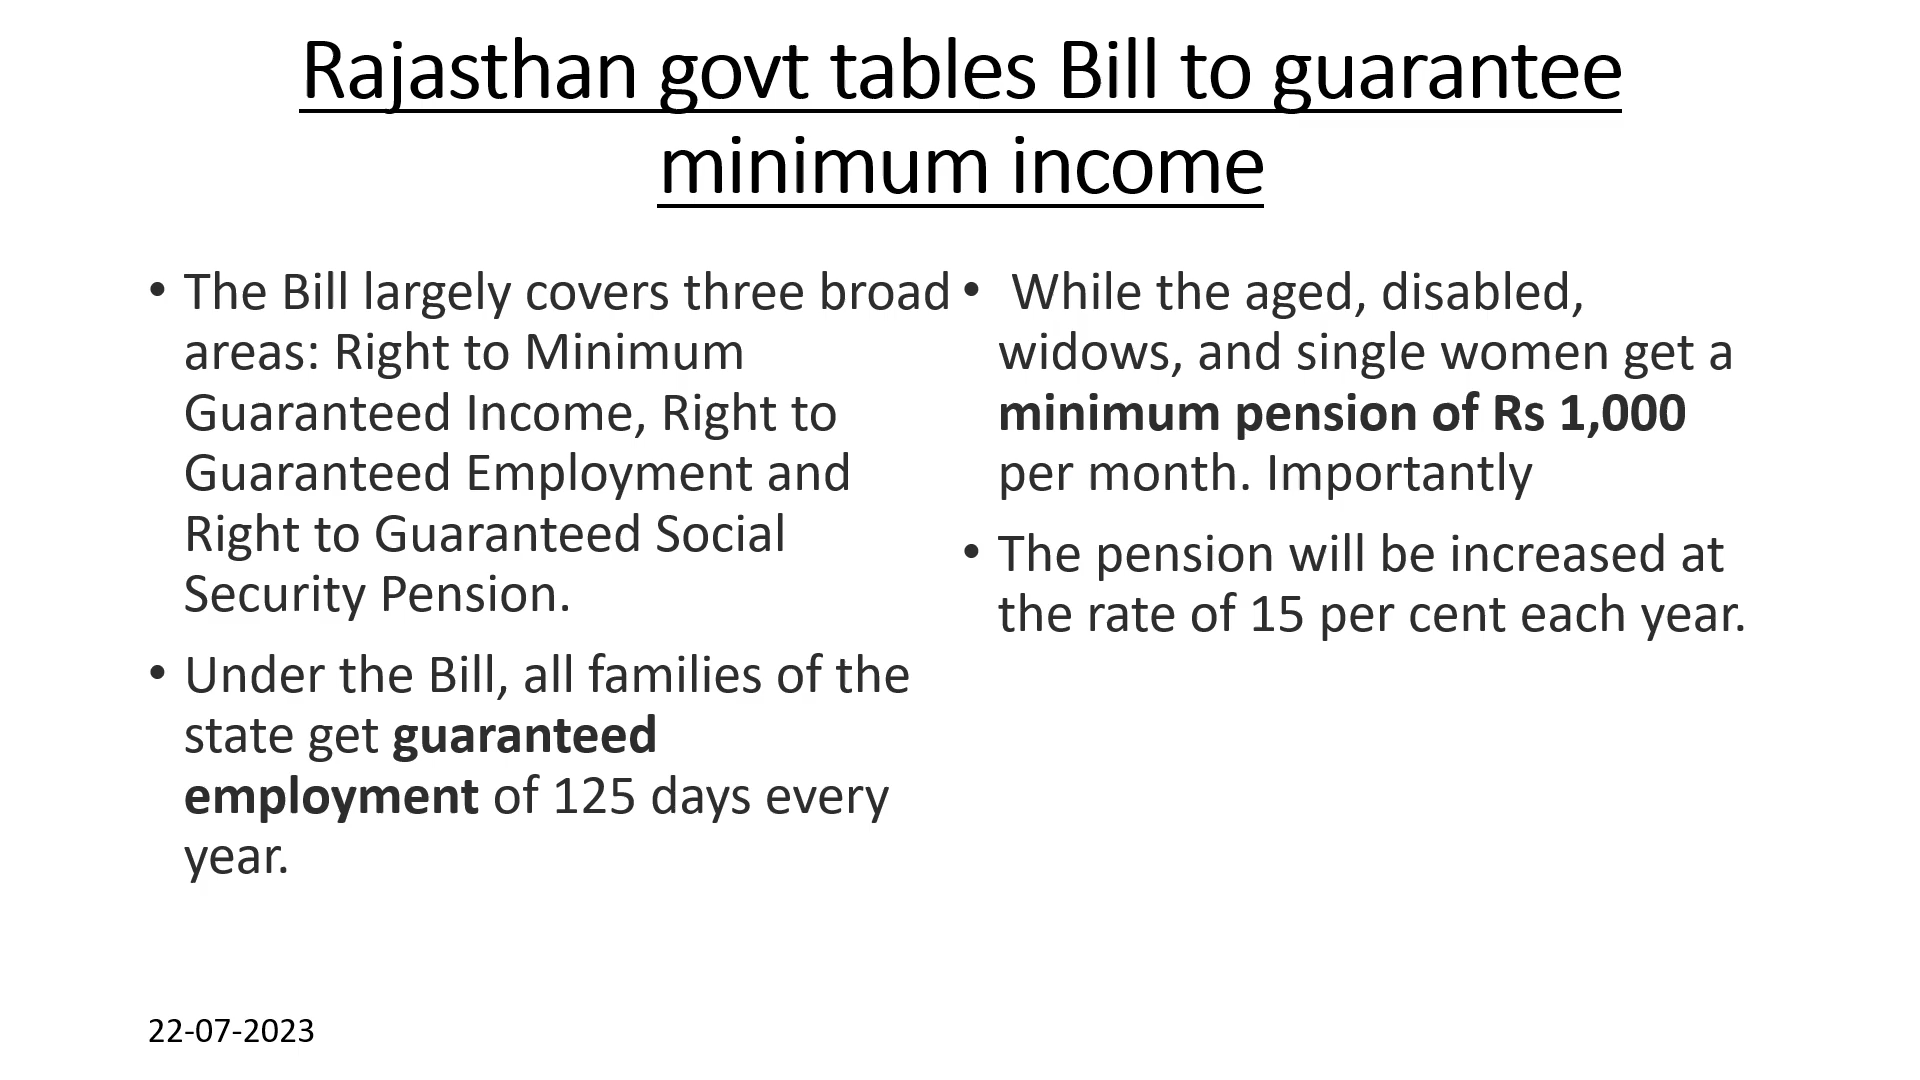 Rajasthan govt tables Bill to guarantee
minimum income
• The Bill largely covers three broad
areas: Right to Minimum
Guaranteed Income, Right to
Guaranteed Employment and
Right to Guaranteed Social
Security Pension.
• Under the Bill, all families of the
state get guaranteed
employment of 125 days every
year.
• While the aged, disabled,
widows, and single women get a
minimum pension of Rs 1,000
per month. Importantly
• The pension will be increased at
the rate of 15 per cent each year.
22-07-2023